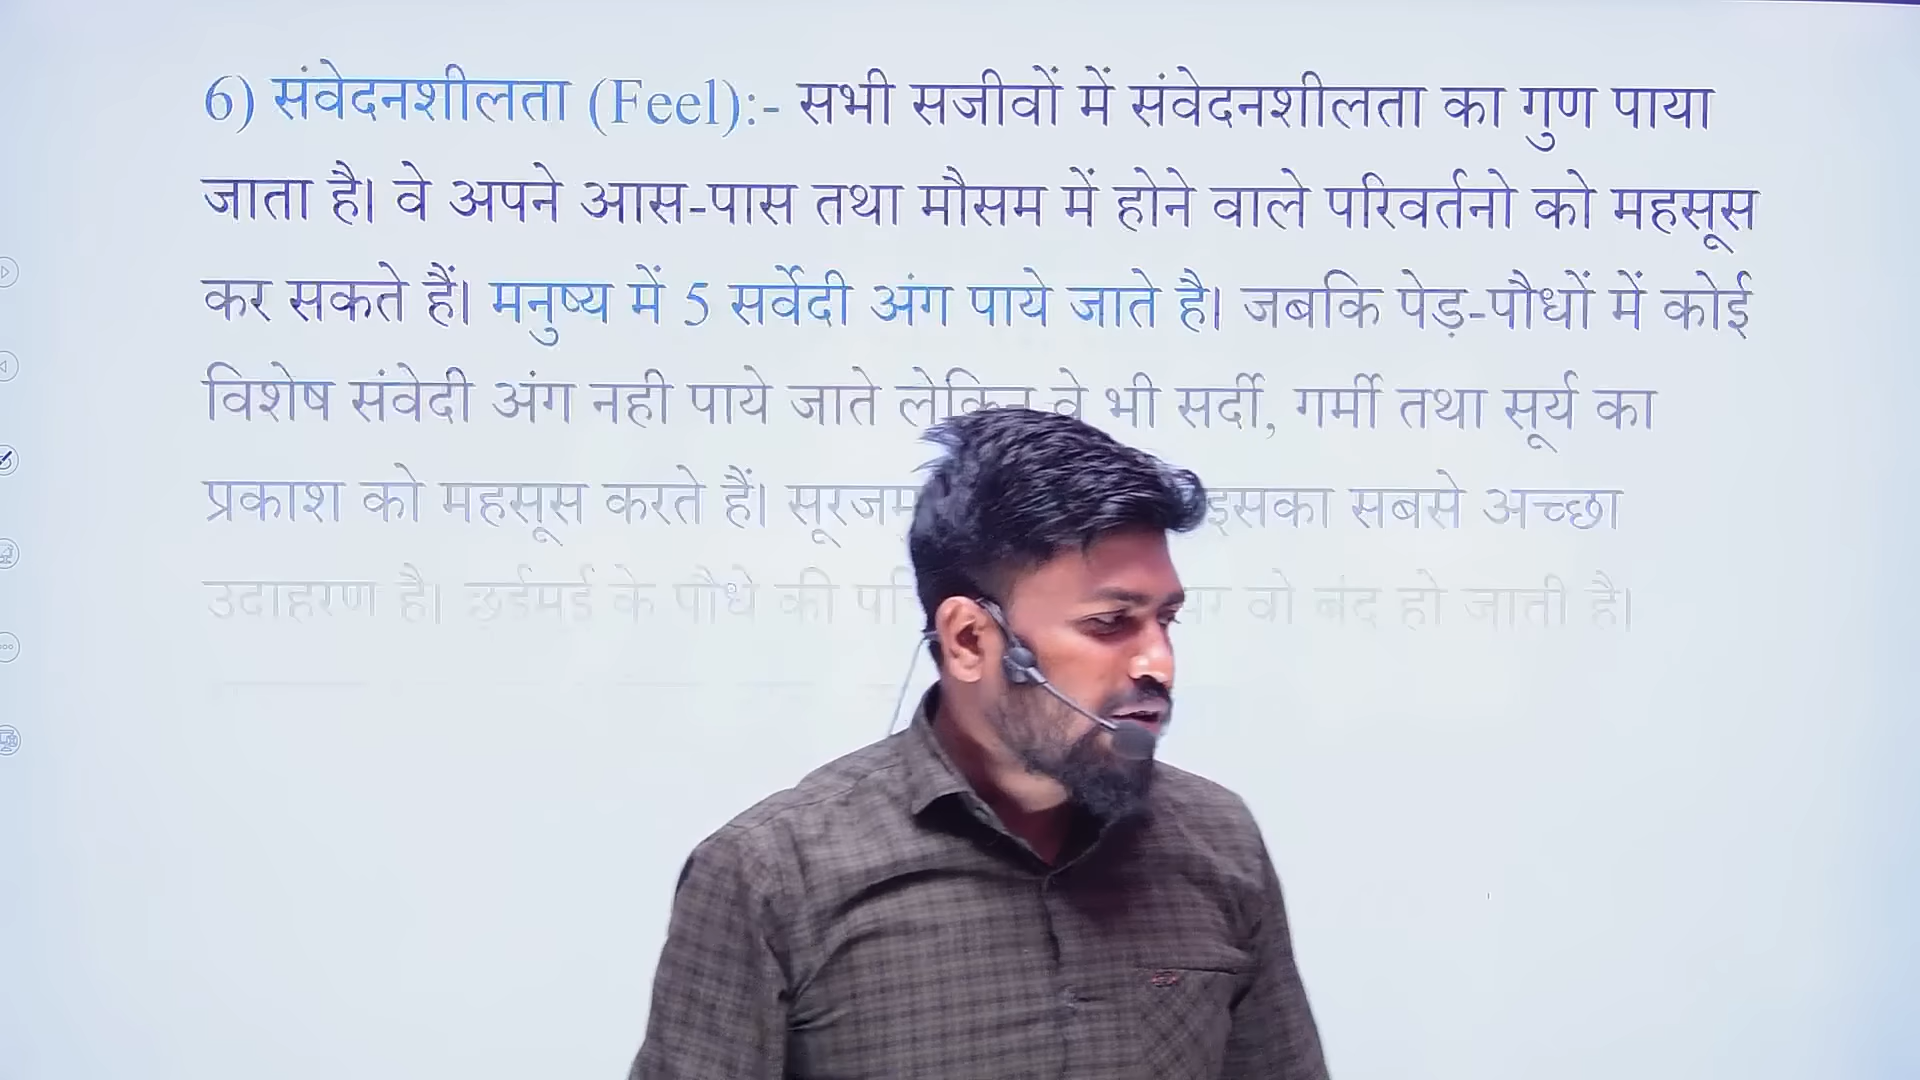 6) संवेदनशीलता (Feel):- सभी सजीवों में संवेदनशीलता का गुण पाया
जाता है। वे अपने आस-पास तथा मौसम में होने वाले परिवर्तनो को महसूस
कर सकते हैं। मनुष्य में 5 सर्वेदी अंग पाये जाते है। जबकि पेड़-पौधों में कोई
विशेष संवेदी अंग नही पाये जाते लेकिन वे भी सर्दी, गर्मी तथा सूर्य का
प्रकाश को महसूस करते हैं। इसका सबसे अच्छा
उदाहरण है। छुईमुई के पौधे की वो बंद हो जाती है।